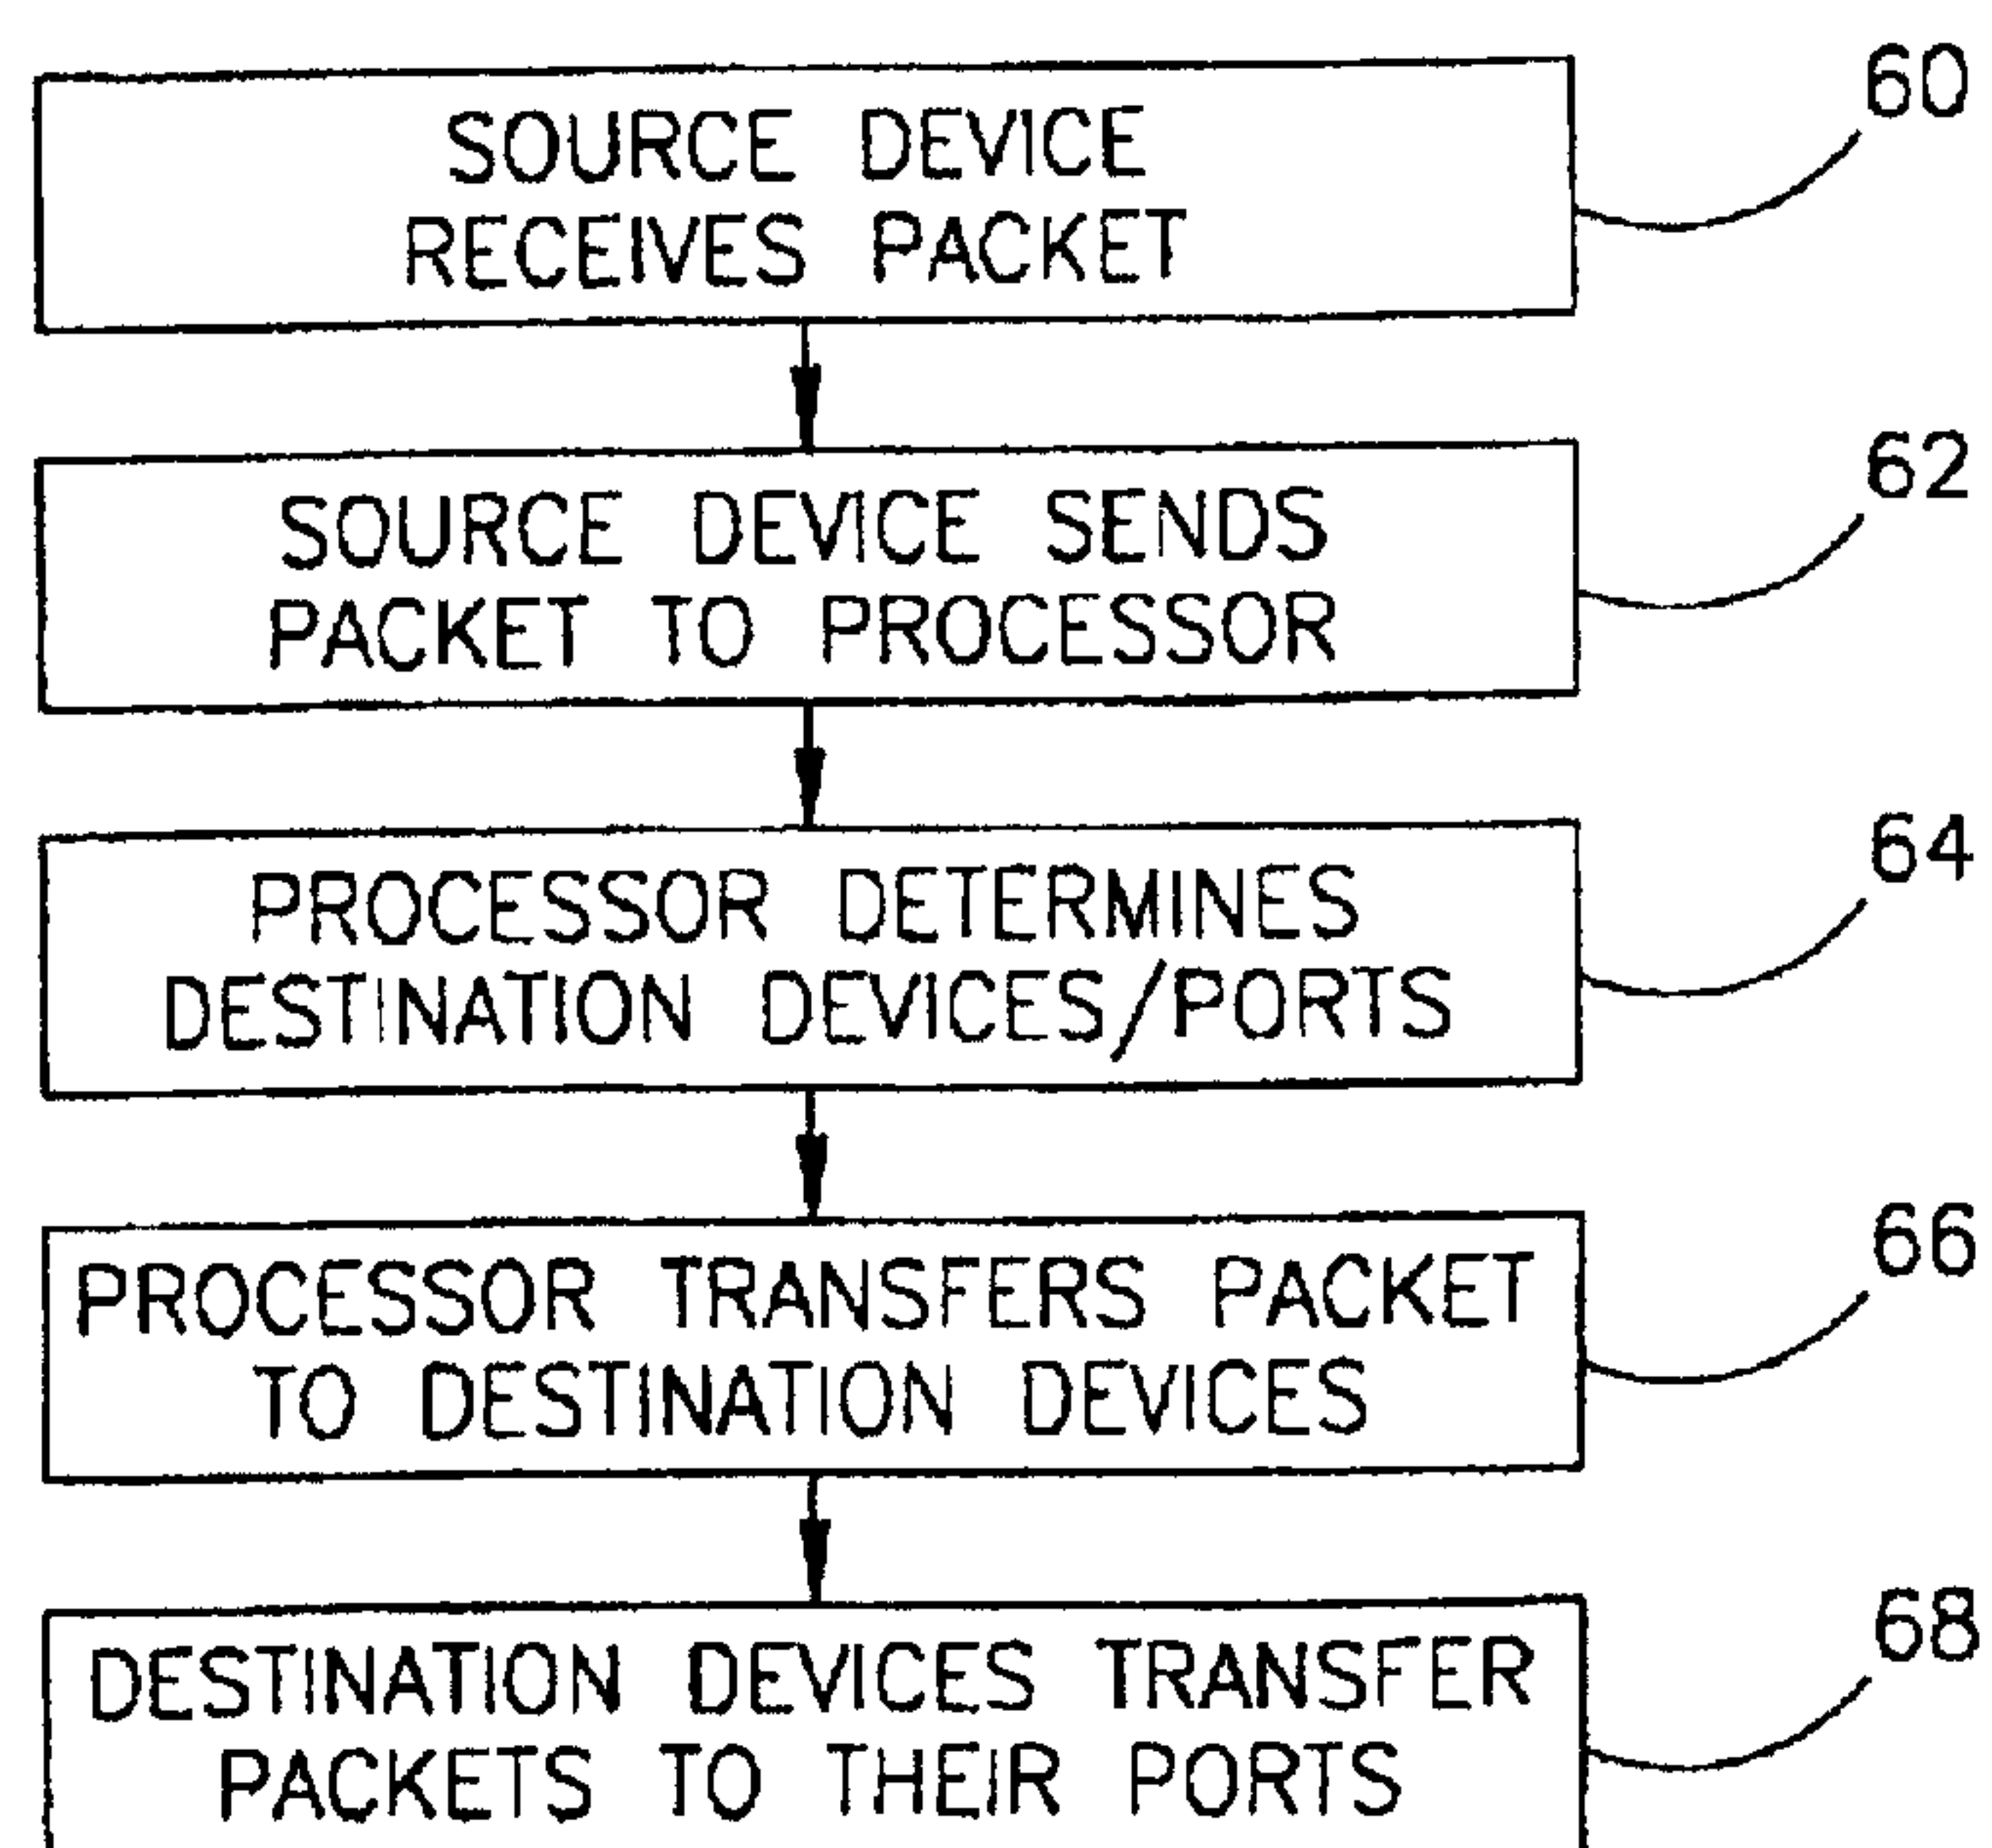 SOURCE DEVICE
RECEIVES PACKET
60
SOURCE DEVICE SENDS
PACKET TO PROCESSOR
62
PROCESSOR DETERMINES
DESTINATION DEVICES/PORTS
64
PROCESSOR TRANSFERS PACKET
TO DESTINATION DEVICES
66
DESTINATION DEVICES TRANSFER
PACKETS TO THEIR PORTS
68